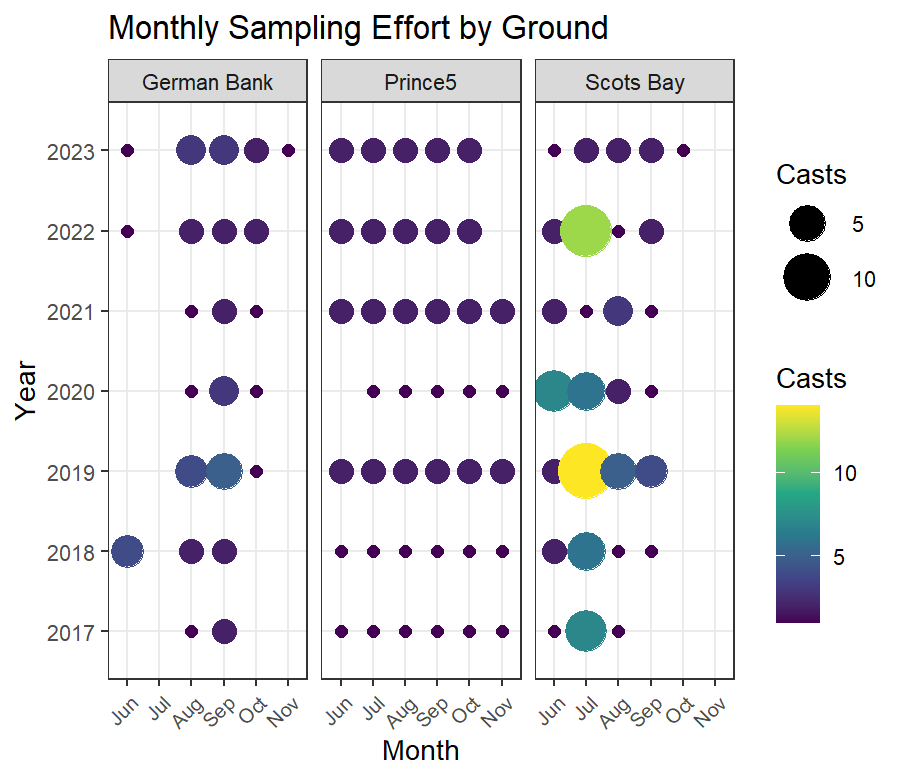 Monthly Sampling Effort by Ground
German Bank
Prince5
Scots Bay
Year
2023
2022
2021
2020
2019
2018
2017
Jun Jul Aug Sep Oct Nov
Jun Jul Aug Sep Oct Nov
Jun Jul Aug Sep Oct Nov
Month
Casts
5
10
Casts
10
5